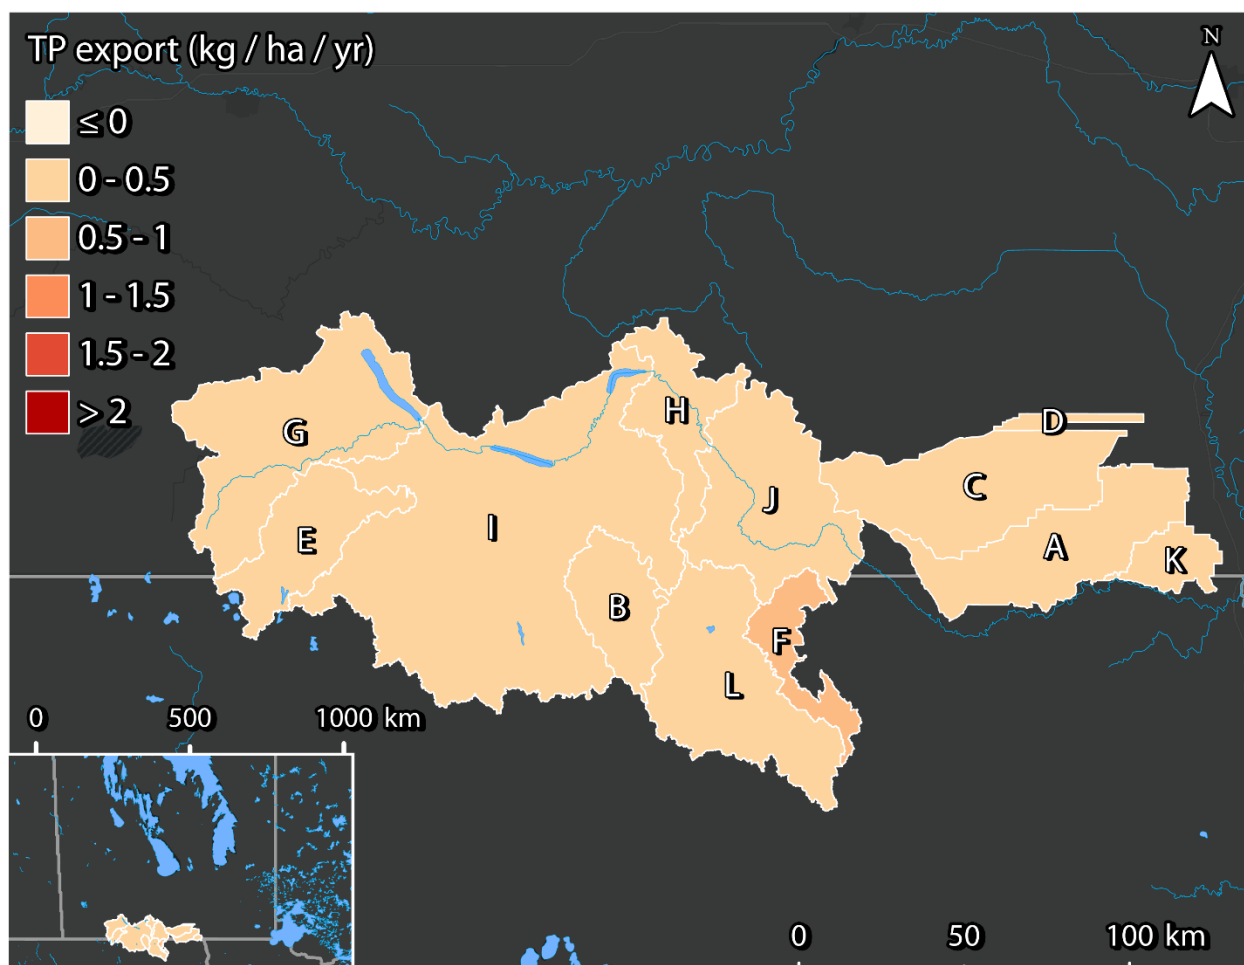 TP export (kg / ha / yr)
N
≤ 0
0 - 0.5
0.5 - 1
1 - 1.5
1.5 - 2
> 2
G
H
D
J
C
I
E
A
K
B
F
L
0 500 1000 km
0 50 100 km